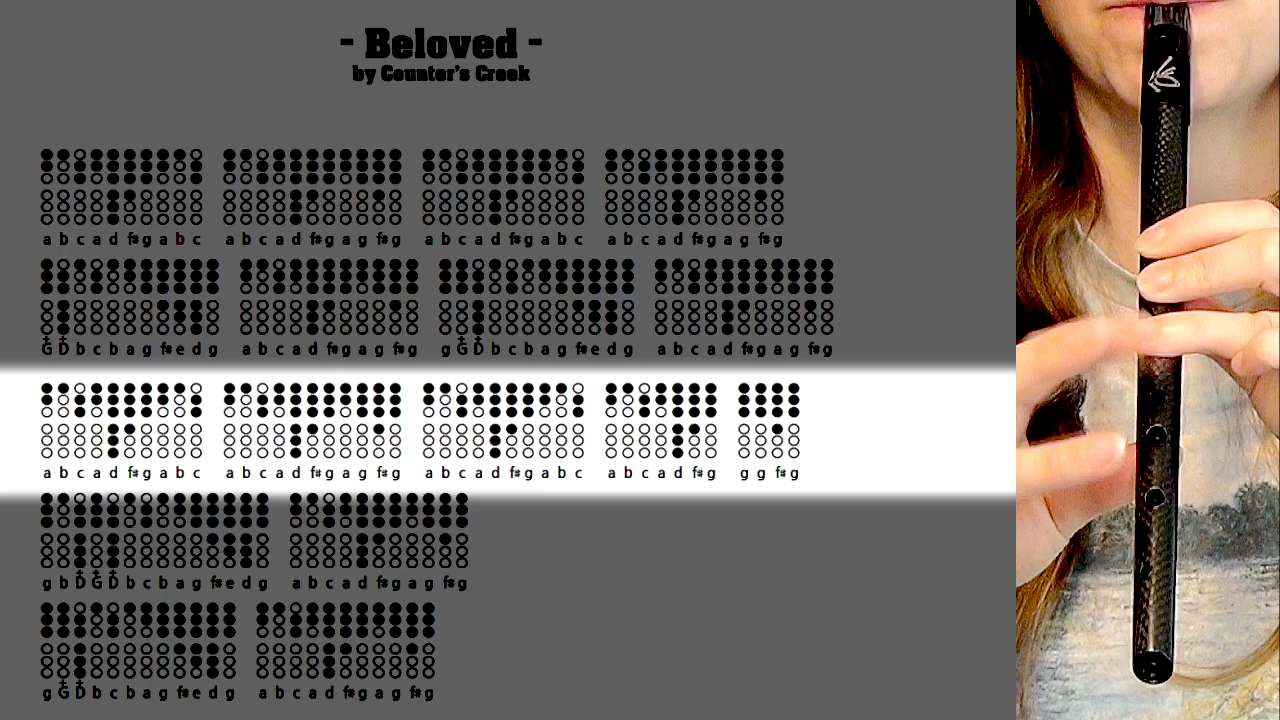 - Beloved -
by Counter's Creek
a b c a d f# g a b c a b c a d f# g a g f# g a b c a d f# g a b c a b c a d f# g a g f# g
G D b c b a g f# e d g a b c a d f# g a g f# g g G D b c b a g f# e d g a b c a d f# g a g f# g
a b c a d f# g a b c a b c a d f# g a g f# g a b c a d f# g a b c a b c a d f# g g g f# g
g b D G D b c b a g f# e d g a b c a d f# g a g f# g
g G D b c b a g f# e d g a b c a d f# g a g f# g